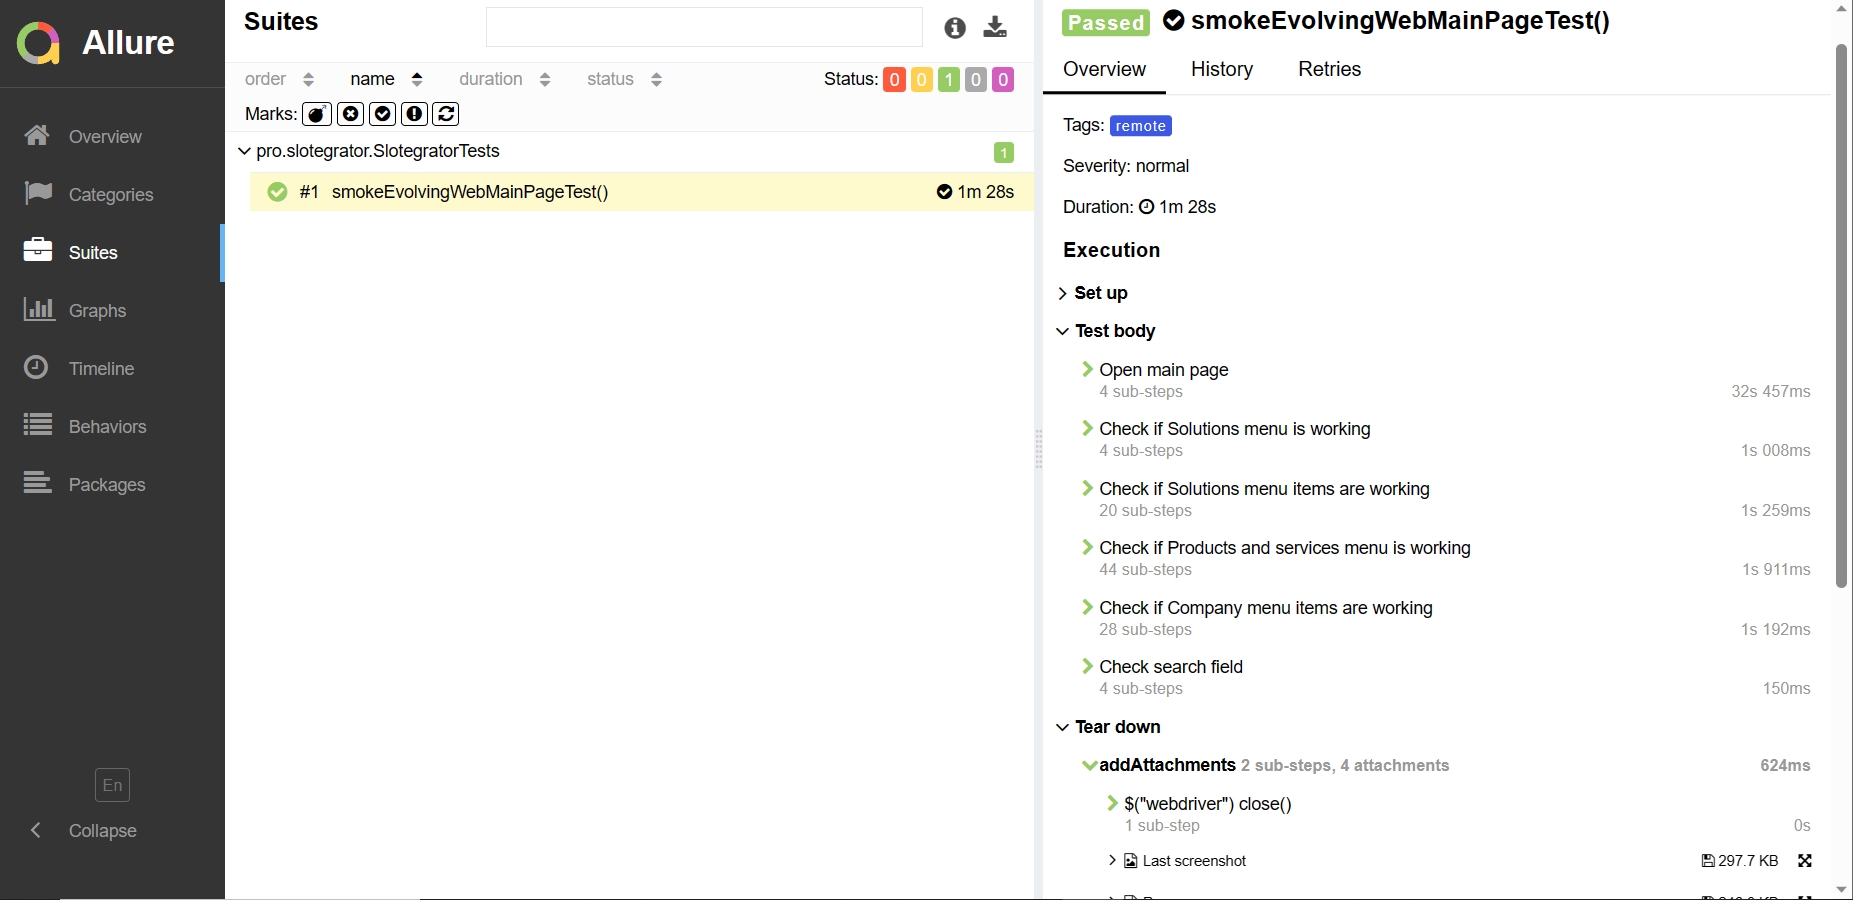 Allure
Overview
Categories
Suites
Graphs
Timeline
Behaviors
Packages
En
Collapse
Suites
order name duration status Status: 0 0 1 0 0
Marks:
pro.slotegrator.SlotegratorTests 1
#1 smokeEvolvingWebMainPageTest() 1m 28s
Passed smokeEvolvingWebMainPageTest()
Overview History Retries
Tags: remote
Severity: normal
Duration: 1m 28s
Execution
Set up
Test body
Open main page
4 sub-steps 32s 457ms
Check if Solutions menu is working
4 sub-steps 1s 008ms
Check if Solutions menu items are working
20 sub-steps 1s 259ms
Check if Products and services menu is working
44 sub-steps 1s 911ms
Check if Company menu items are working
28 sub-steps 1s 192ms
Check search field
4 sub-steps 150ms
Tear down
addAttachments 2 sub-steps, 4 attachments 624ms
$("webdriver") close()
1 sub-step 0s
Last screenshot 297.7 KB